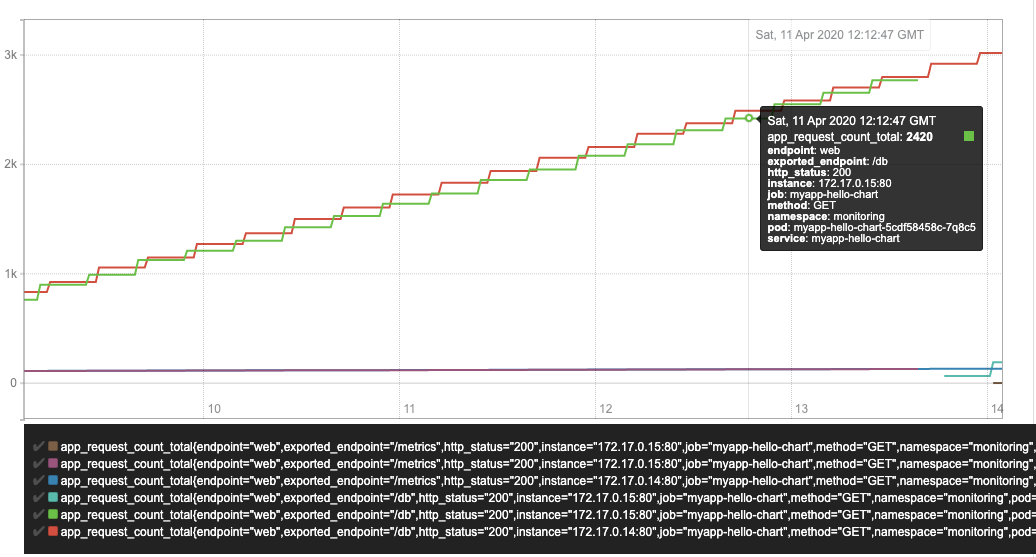 Sat, 11 Apr 2020 12:12:47 GMT
3k
2k
1k
0
10
11
12
13
14
Sat, 11 Apr 2020 12:12:47 GMT
app_request_count_total: 2420
endpoint: web
exported_endpoint: /db
http_status: 200
instance: 172.17.0.15:80
job: myapp-hello-chart
method: GET
namespace: monitoring
pod: myapp-hello-chart-5cdf58458c-7q8c5
service: myapp-hello-chart
✔ app_request_count_total{endpoint="web",exported_endpoint="/metrics",http_status="200",instance="172.17.0.15:80",job="myapp-hello-chart",method="GET",namespace="monitoring",
✔ app_request_count_total{endpoint="web",exported_endpoint="/metrics",http_status="200",instance="172.17.0.15:80",job="myapp-hello-chart",method="GET",namespace="monitoring",
✔ app_request_count_total{endpoint="web",exported_endpoint="/metrics",http_status="200",instance="172.17.0.14:80",job="myapp-hello-chart",method="GET",namespace="monitoring",
✔ app_request_count_total{endpoint="web",exported_endpoint="/db",http_status="200",instance="172.17.0.15:80",job="myapp-hello-chart",method="GET",namespace="monitoring",pod=
✔ app_request_count_total{endpoint="web",exported_endpoint="/db",http_status="200",instance="172.17.0.15:80",job="myapp-hello-chart",method="GET",namespace="monitoring",pod=
✔ app_request_count_total{endpoint="web",exported_endpoint="/db",http_status="200",instance="172.17.0.14:80",job="myapp-hello-chart",method="GET",namespace="monitoring",pod=